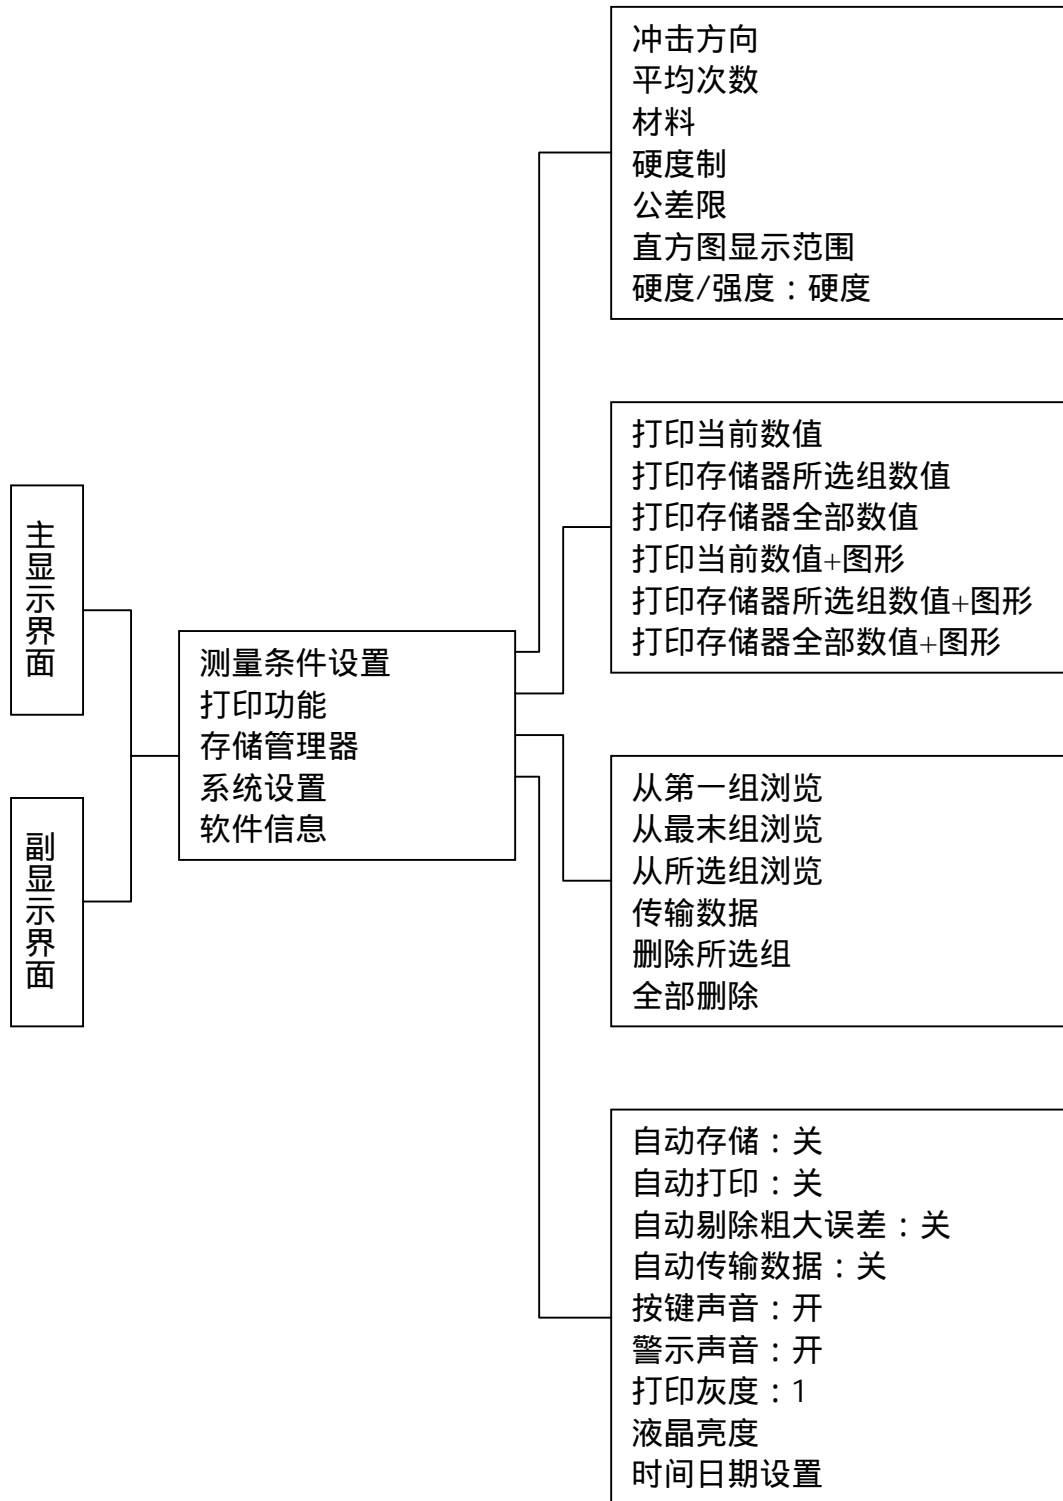 主显示界面
副显示界面
测量条件设置
打印功能
存储管理器
系统设置
软件信息
冲击方向
平均次数
材料
硬度制
公差限
直方图显示范围
硬度/强度：硬度
打印当前数值
打印存储器所选组数值
打印存储器全部数值
打印当前数值+图形
打印存储器所选组数值+图形
打印存储器全部数值+图形
从第一组浏览
从最末组浏览
从所选组浏览
传输数据
删除所选组
全部删除
自动存储：关
自动打印：关
自动剔除粗大误差：关
自动传输数据：关
按键声音：开
警示声音：开
打印灰度：1
液晶亮度
时间日期设置